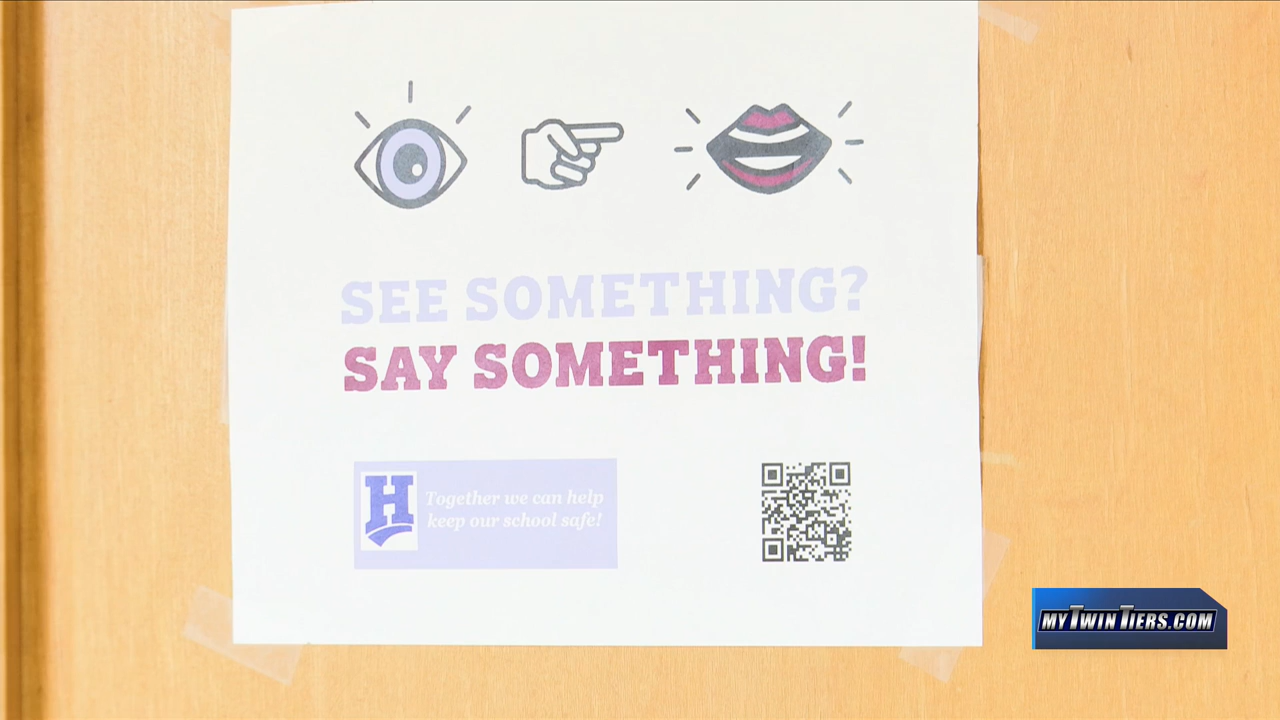 SEE SOMETHING?
SAY SOMETHING!
H
Together we can help
keep our school safe!
MYTWINTIERS.COM